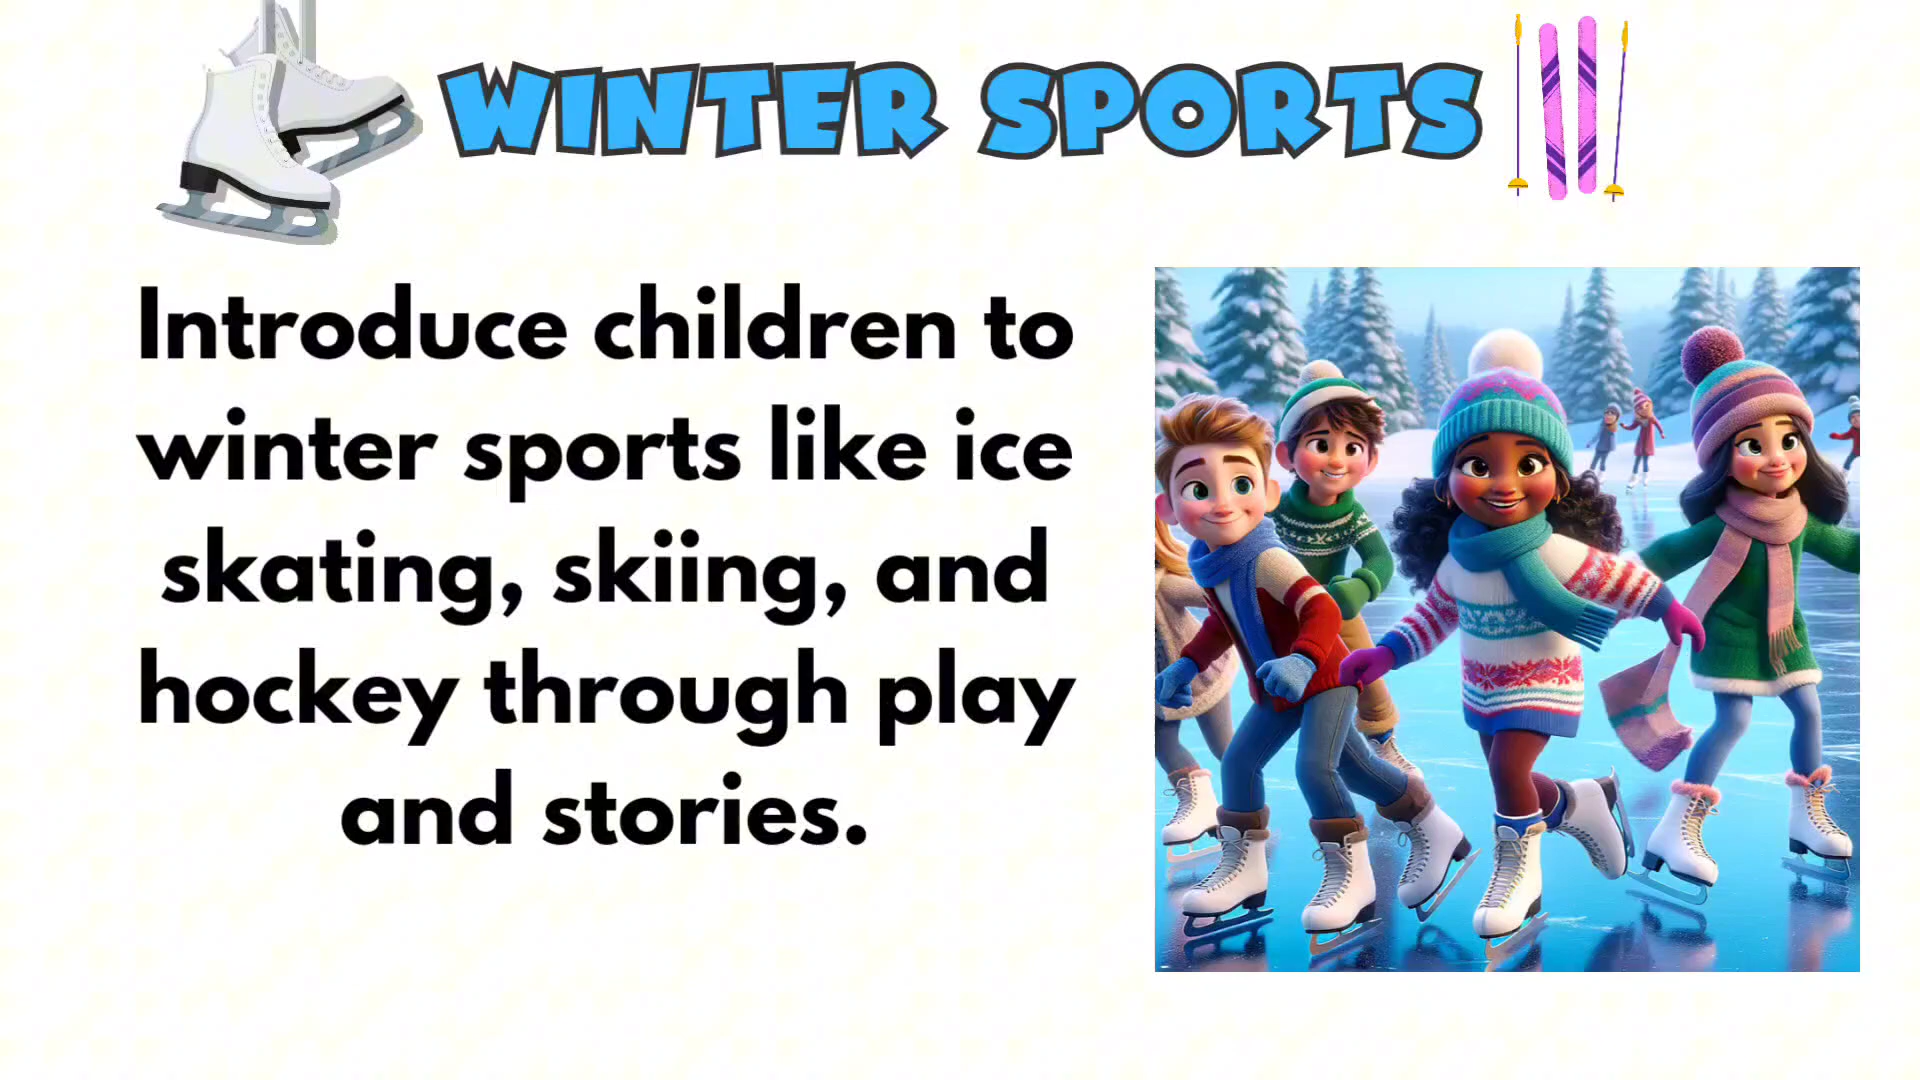 WINTER SPORTS
Introduce children to
winter sports like ice
skating, skiing, and
hockey through play
and stories.